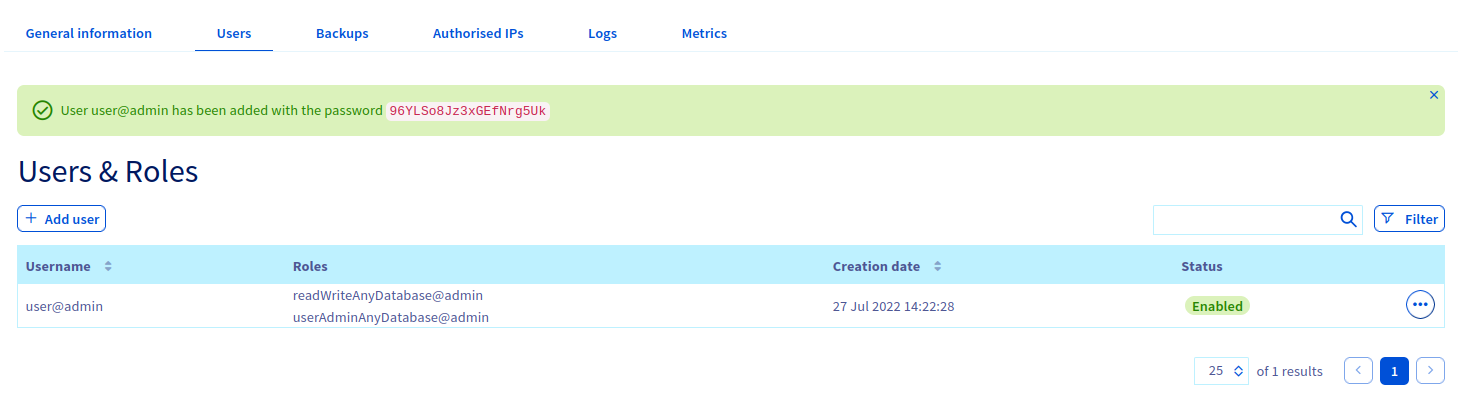 General information Users Backups Authorised IPs Logs Metrics
User user@admin has been added with the password 96YLSo8Jz3xGEfNrg5Uk
Users & Roles
Add user
Filter
Username Roles Creation date Status
user@admin readWriteAnyDatabase@admin 27 Jul 2022 14:22:28 Enabled
userAdminAnyDatabase@admin
25 of 1 results 1